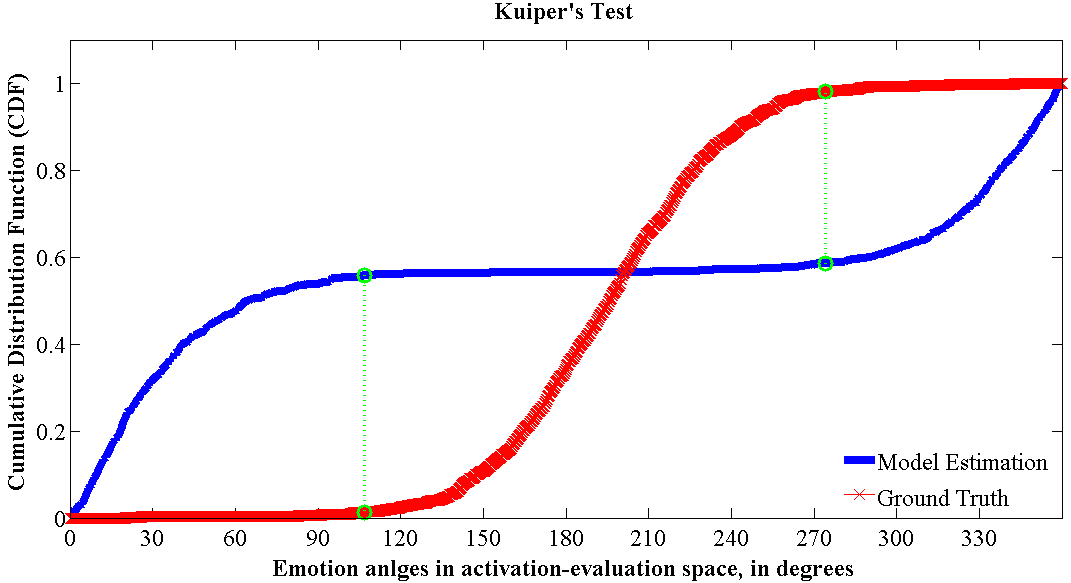 Kuiper's Test
Cumulative Distribution Function (CDF)
1
0.8
0.6
0.4
0.2
0
0 30 60 90 120 150 180 210 240 270 300 330
Model Estimation
Ground Truth
Emotion anlges in activation-evaluation space, in degrees